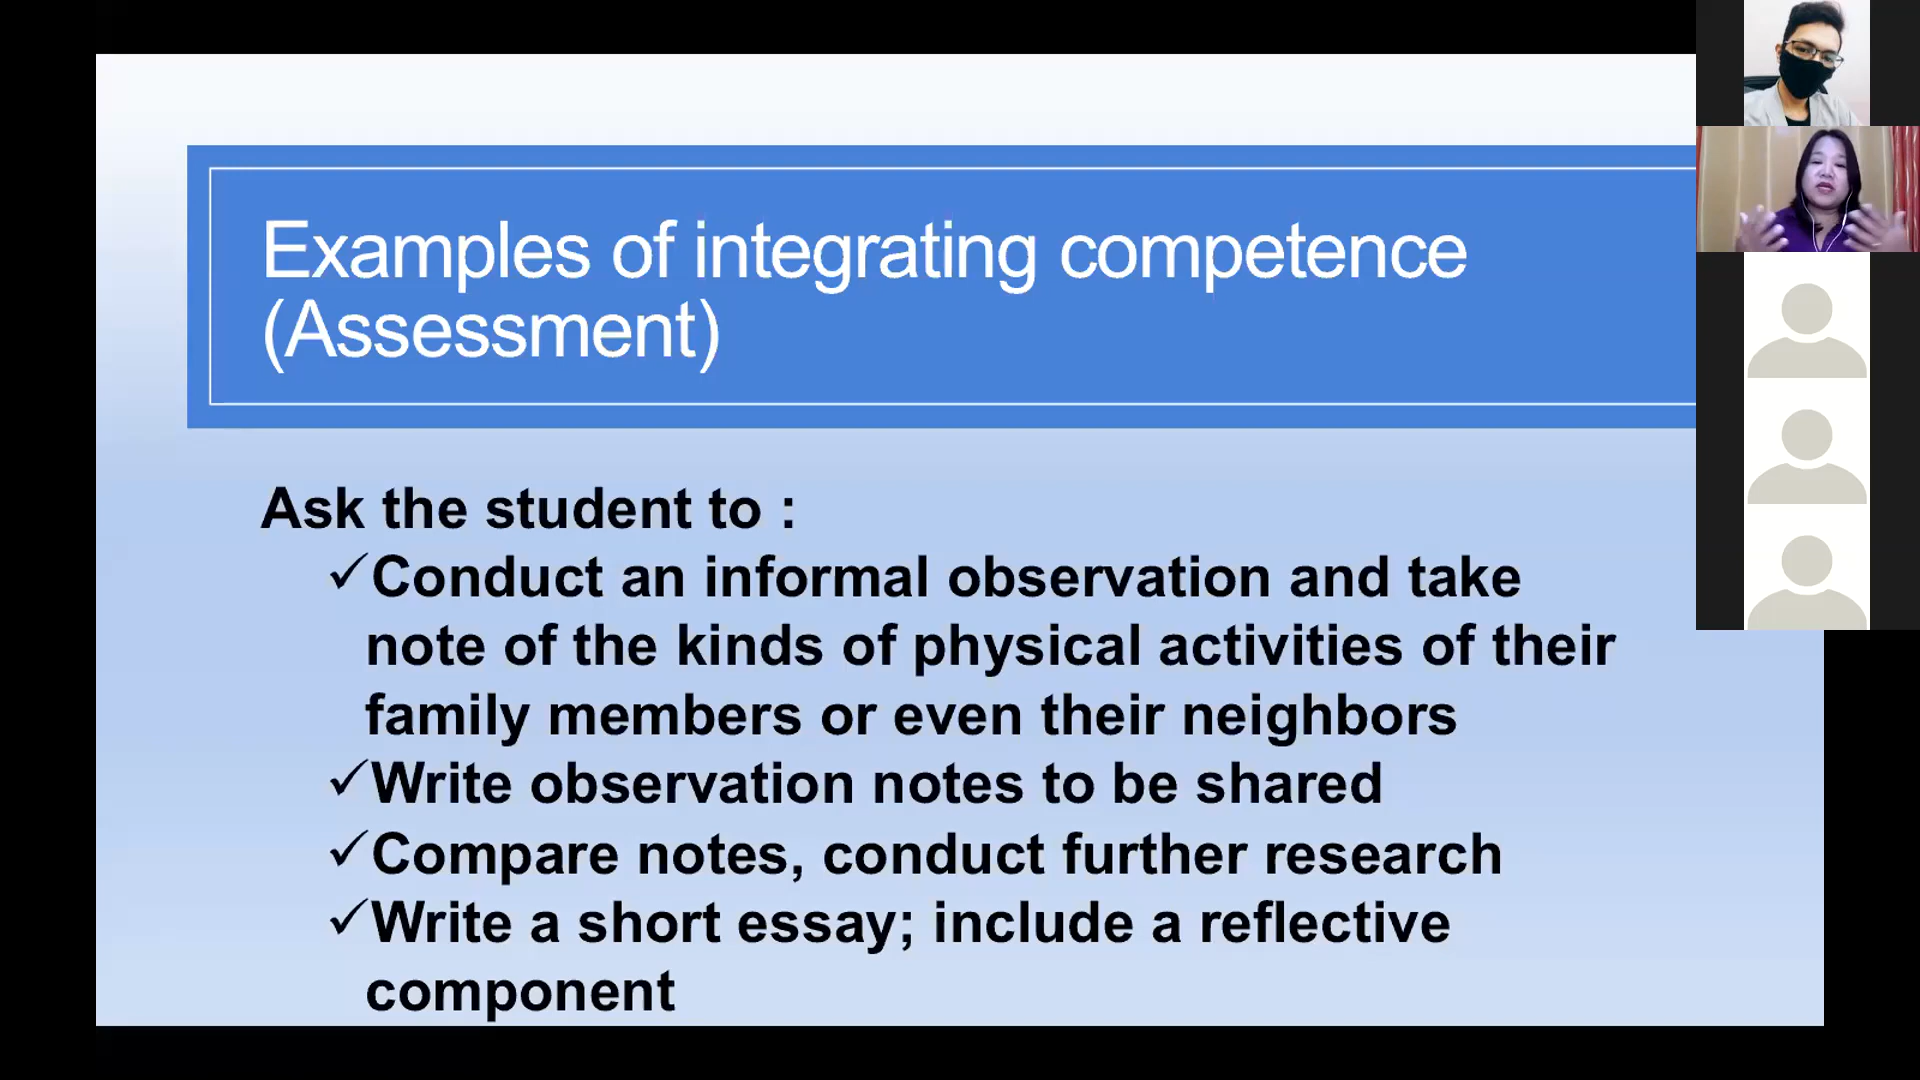 Examples of integrating competence
(Assessment)
Ask the student to :
✓Conduct an informal observation and take
note of the kinds of physical activities of their
family members or even their neighbors
✓Write observation notes to be shared
✓Compare notes, conduct further research
✓Write a short essay; include a reflective
component